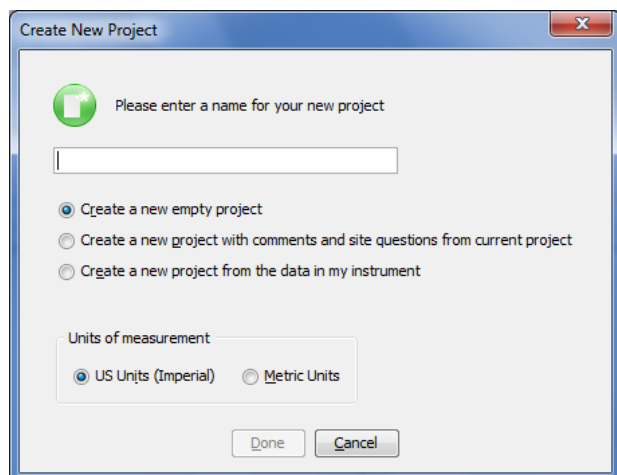 Create New Project
Please enter a name for your new project
Create a new empty project
Create a new project with comments and site questions from current project
Create a new project from the data in my instrument
Units of measurement
US Units (Imperial) Metric Units
Done Cancel